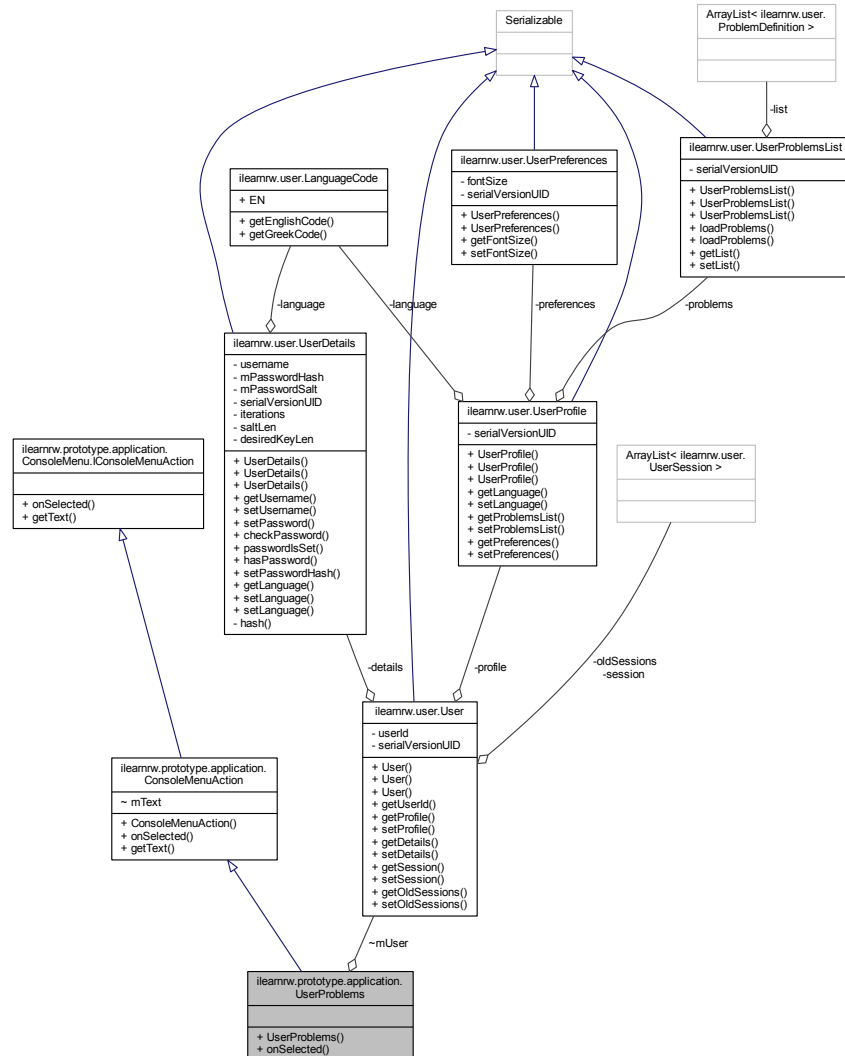 Serializable
ArrayList< ilearnrw.user.
ProblemDefinition >
-list
ilearnrw.user.UserProblemsList
- serialVersionUID
+ UserProblemsList()
+ UserProblemsList()
+ UserProblemsList()
+ loadProblems()
+ loadProblems()
+ getList()
+ setList()
ilearnrw.user.UserPreferences
- fontSize
- serialVersionUID
+ UserPreferences()
+ UserPreferences()
+ getFontSize()
+ setFontSize()
ilearnrw.user.LanguageCode
+ EN
+ getEnglishCode()
+ getGreekCode()
-language
-language
-preferences
-problems
ilearnrw.user.UserDetails
- username
- mPasswordHash
- mPasswordSalt
- serialVersionUID
- iterations
- saltLen
- desiredKeyLen
+ UserDetails()
+ UserDetails()
+ UserDetails()
+ getUsername()
+ setUsername()
+ setPassword()
+ checkPassword()
+ passwordIsSet()
+ hasPassword()
+ setPasswordHash()
+ getLanguage()
+ setLanguage()
+ setLanguage()
- hash()
ilearnrw.user.UserProfile
- serialVersionUID
+ UserProfile()
+ UserProfile()
+ UserProfile()
+ getLanguage()
+ setLanguage()
+ getProblemsList()
+ setProblemsList()
+ getPreferences()
+ setPreferences()
ilearnrw.prototype.application.
ConsoleMenu.IConsoleMenuAction
+ onSelected()
+ getText()
ArrayList< ilearnrw.user.
UserSession >
-details
-profile
-oldSessions
-session
ilearnrw.user.User
- userId
- serialVersionUID
+ User()
+ User()
+ User()
+ getUserId()
+ getProfile()
+ setProfile()
+ getDetails()
+ setDetails()
+ getSession()
+ setSession()
+ getOldSessions()
+ setOldSessions()
ilearnrw.prototype.application.
ConsoleMenuAction
~ mText
+ ConsoleMenuAction()
+ onSelected()
+ getText()
~mUser
ilearnrw.prototype.application.
UserProblems
+ UserProblems()
+ onSelected()